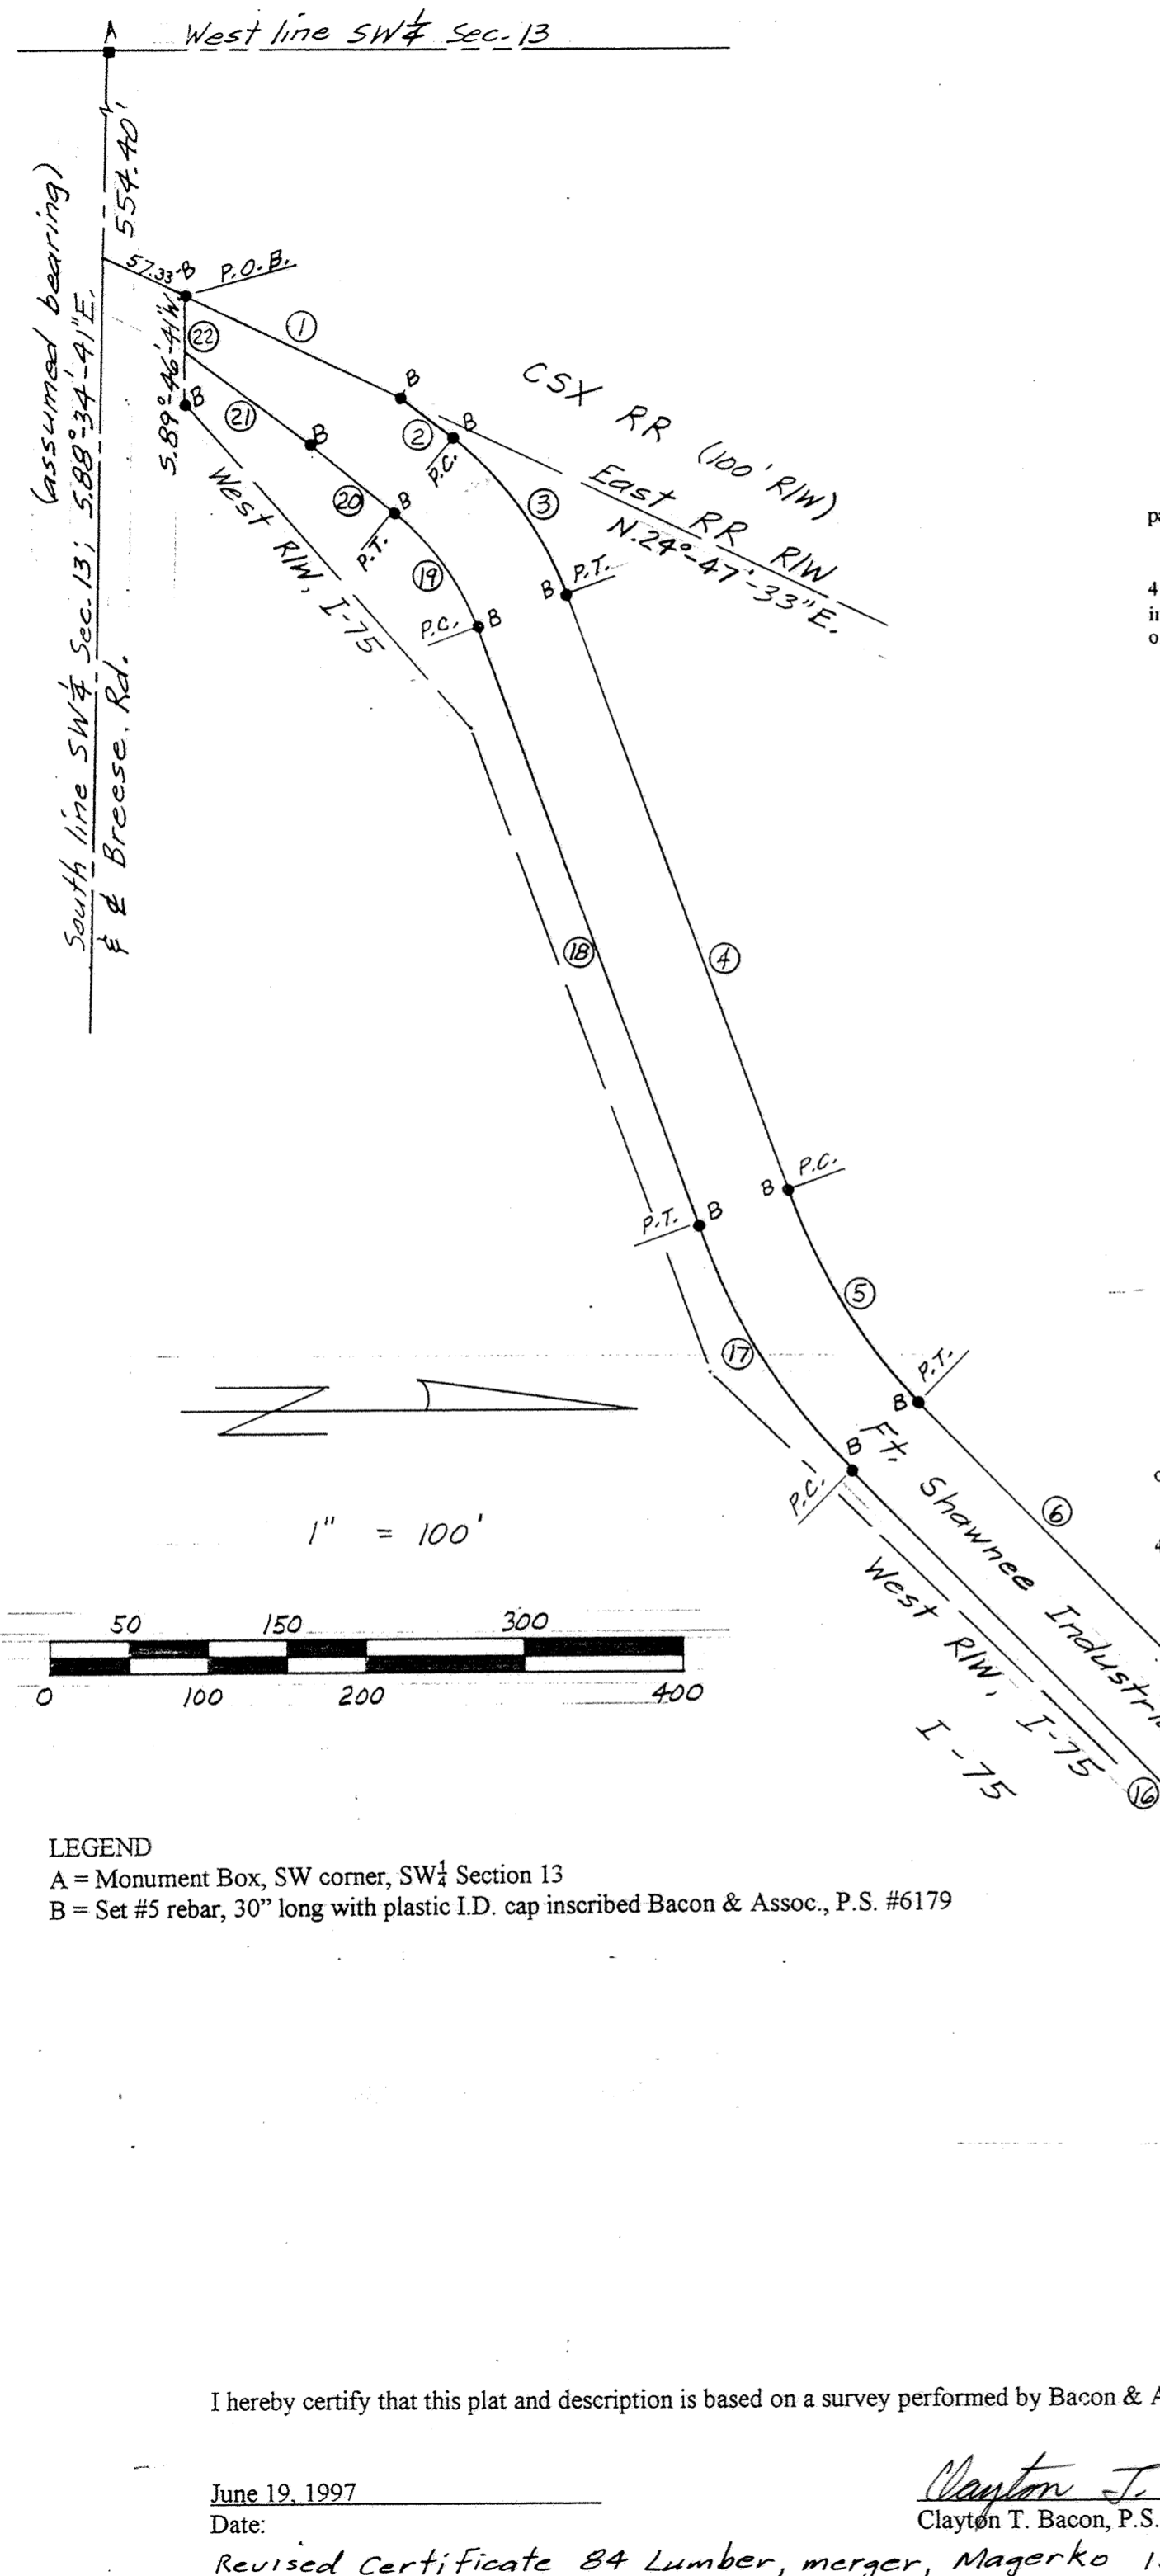 A
West line SW¼ Sec. 13
554.40'
(assumed bearing)
South line SW¼ Sec. 13; S.88°-34'-41"E.
& ℄ Breese Rd.
57.33'
B
P.O.B.
S.89°-46'-41"W.
22
1
B
B
21
B
2
B
P.C.
CSX RR (100' R/W)
East RR R/W
N.24°-47'-33"E.
West R/W, I-75
20
B
P.T.
3
19
B
P.T.
P.C.
B
18
4
B
P.C.
P.T.
B
5
17
P.T.
B
B
P.C.
Ft. Shawnee Industri
6
West R/W, I-75
I-75
16
1" = 100'
50 150 300
0 100 200 400
LEGEND
A = Monument Box, SW corner, SW¼ Section 13
B = Set #5 rebar, 30” long with plastic I.D. cap inscribed Bacon & Assoc., P.S. #6179
I hereby certify that this plat and description is based on a survey performed by Bacon & A
June 19, 1997
Date:
Clayton T.
Clayton T. Bacon, P.S.
Revised Certificate 84 Lumber, merger, Magerko